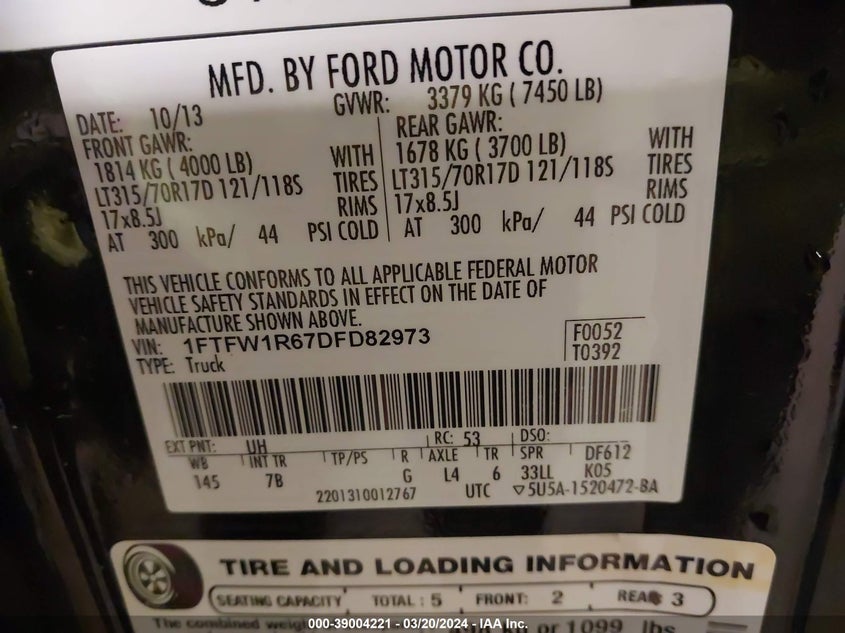 MFD. BY FORD MOTOR CO.
DATE: 10/13
GVWR: 3379 KG ( 7450 LB)
FRONT GAWR:
1814 KG ( 4000 LB)
WITH
LT315/70R17D 121/118S
TIRES
17x8.5J
RIMS
AT 300 kPa/ 44 PSI COLD
REAR GAWR:
1678 KG ( 3700 LB)
WITH
LT315/70R17D 121/118S
TIRES
17x8.5J
RIMS
AT 300 kPa/ 44 PSI COLD
THIS VEHICLE CONFORMS TO ALL APPLICABLE FEDERAL MOTOR
VEHICLE SAFETY STANDARDS IN EFFECT ON THE DATE OF
MANUFACTURE SHOWN ABOVE.
VIN: 1FTFW1R67DFD82973
F0052
TYPE: Truck
T0392
EXT PNT: UH RC: 53 DSO:
WB INT TR TP/PS R AXLE TR SPR DF612
145 7B G L4 6 33LL K05
2201310012767 UTC ▽5U5A-1520472-BA
TIRE AND LOADING INFORMATION
SEATING CAPACITY TOTAL : 5 FRONT: 2 REAR 3
The combined or 1099 lbs
000-39004221 - 03/20/2024 - IAA Inc.